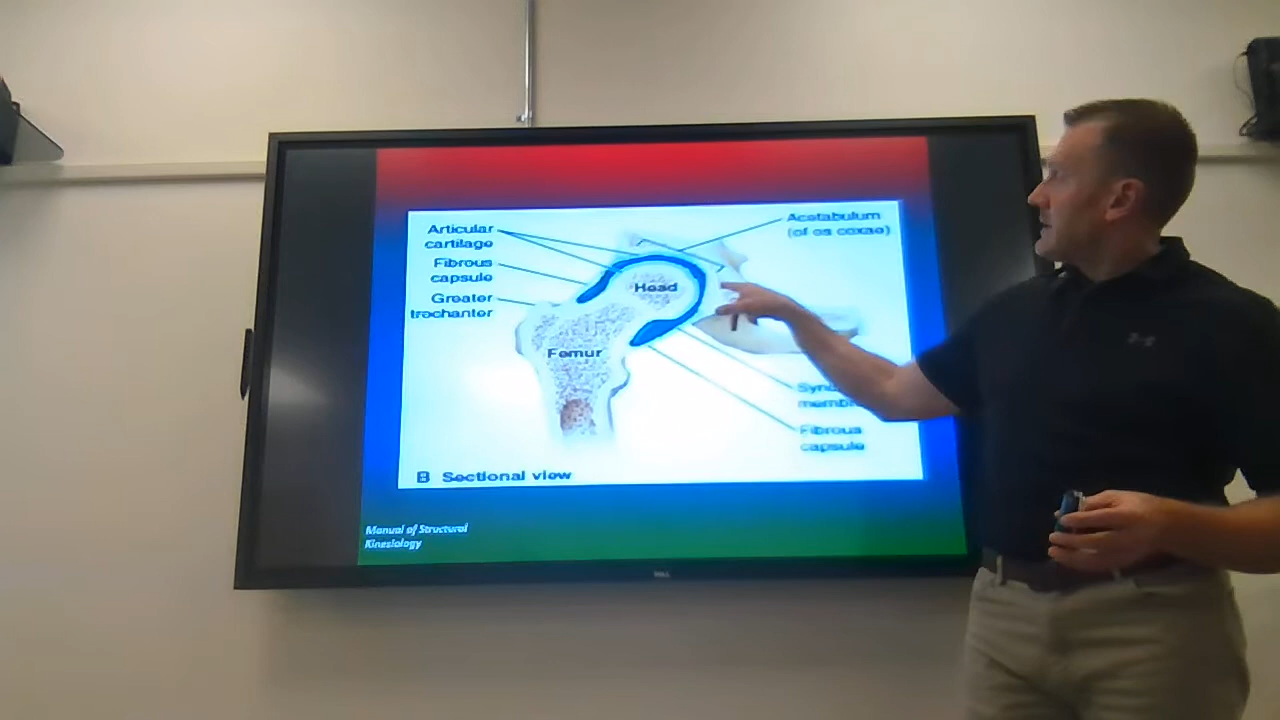 Articular
cartilage
Fibrous
capsule
Greater
trochanter
Acetabulum
(of os coxae)
Head
Femur
Fibrous
capsule
B Sectional view
Manual of Structural
Kinesiology
DELL